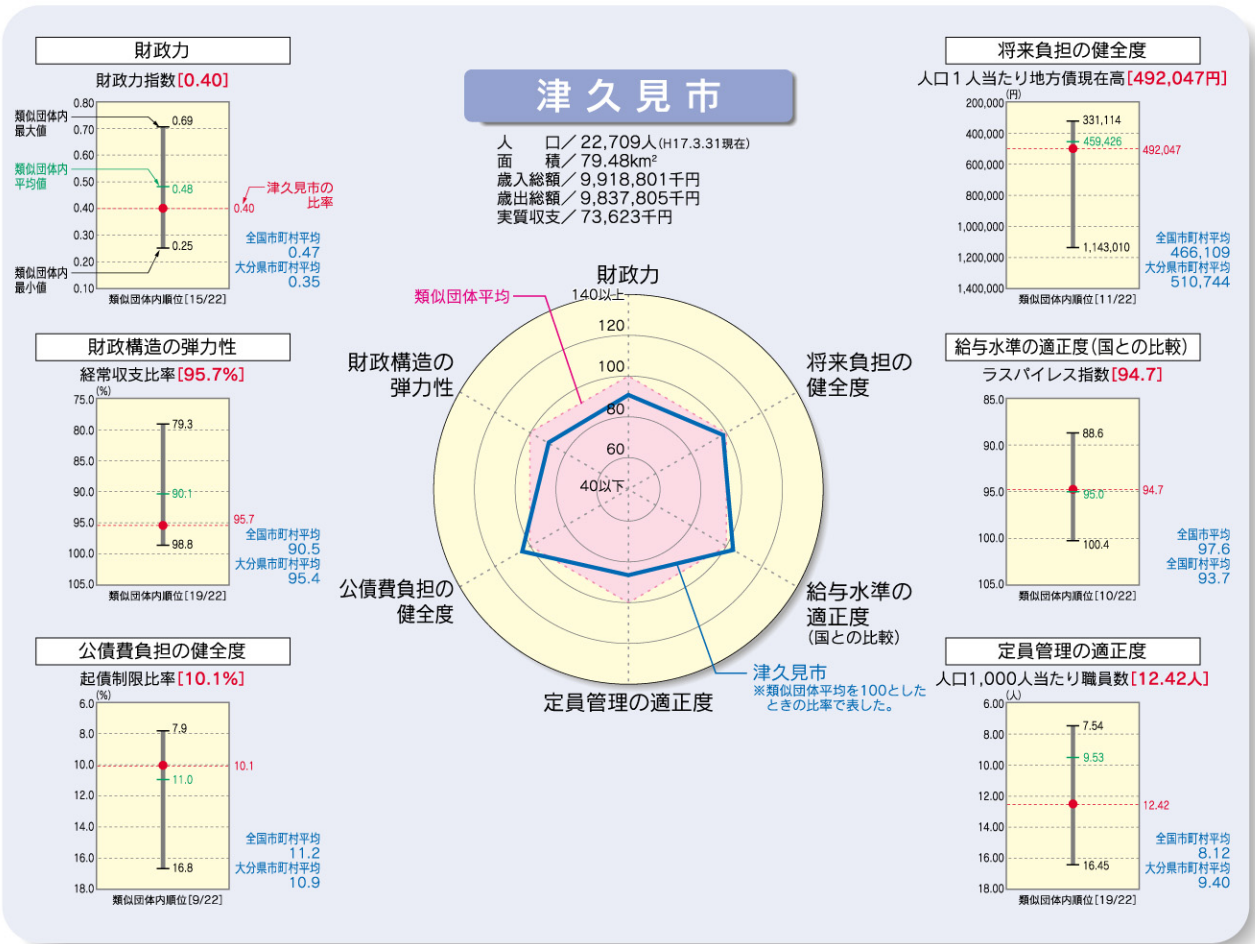 津久見市
人　　口／22,709人(H17.3.31現在)
面　　積／79.48km²
歳入総額／9,918,801千円
歳出総額／9,837,805千円
実質収支／73,623千円
財政力
財政力指数[0.40]
0.80
0.70
0.60
0.50
0.40
0.30
0.20
0.10
類似団体内
最大値
類似団体内
平均値
類似団体内
最小値
0.69
0.48
0.25
津久見市の
比率
0.40
全国市町村平均
0.47
大分県市町村平均
0.35
類似団体内順位[15/22]
財政構造の弾力性
経常収支比率[95.7%]
(%)
75.0
80.0
85.0
90.0
95.0
100.0
105.0
79.3
90.1
98.8
95.7
全国市町村平均
90.5
大分県市町村平均
95.4
類似団体内順位[19/22]
公債費負担の健全度
起債制限比率[10.1%]
(%)
6.0
8.0
10.0
12.0
14.0
16.0
18.0
7.9
11.0
16.8
10.1
全国市町村平均
11.2
大分県市町村平均
10.9
類似団体内順位[9/22]
類似団体平均
財政力
140以上
120
100
80
60
40以下
財政構造の
弾力性
将来負担の
健全度
公債費負担の
健全度
給与水準の
適正度
(国との比較)
定員管理の適正度
津久見市
※類似団体平均を100とした
ときの比率で表した。
将来負担の健全度
人口1人当たり地方債現在高[492,047円]
(円)
200,000
400,000
600,000
800,000
1,000,000
1,200,000
1,400,000
331,114
459,426
1,143,010
492,047
全国市町村平均
466,109
大分県市町村平均
510,744
類似団体内順位[11/22]
給与水準の適正度(国との比較)
ラスパイレス指数[94.7]
85.0
90.0
95.0
100.0
105.0
88.6
95.0
100.4
94.7
全国市平均
97.6
全国町村平均
93.7
類似団体内順位[10/22]
定員管理の適正度
人口1,000人当たり職員数[12.42人]
(人)
6.00
8.00
10.00
12.00
14.00
16.00
18.00
7.54
9.53
16.45
12.42
全国市町村平均
8.12
大分県市町村平均
9.40
類似団体内順位[19/22]